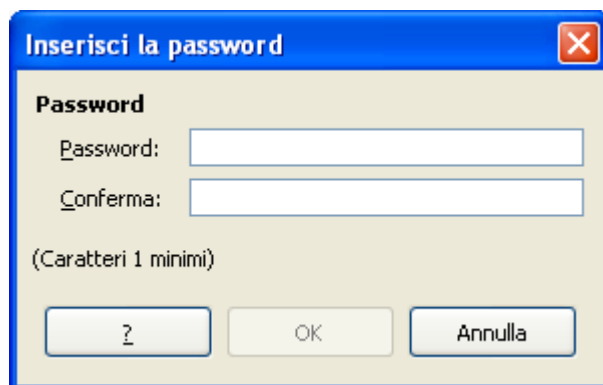 Inserisci la password
Password
Password:
Conferma:
(Caratteri 1 minimi)
? OK Annulla